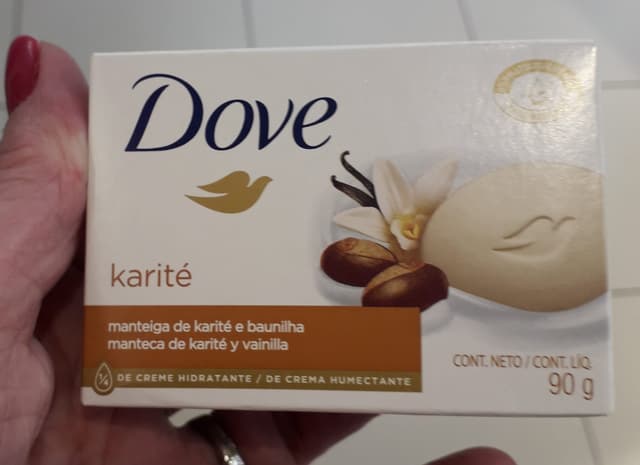 Dove
karité
manteiga de karité e baunilha
manteca de karité y vainilla
¼ DE CREME HIDRATANTE / DE CREMA HUMECTANTE
CONT. NETO / CONT. LÍQ.
90 g